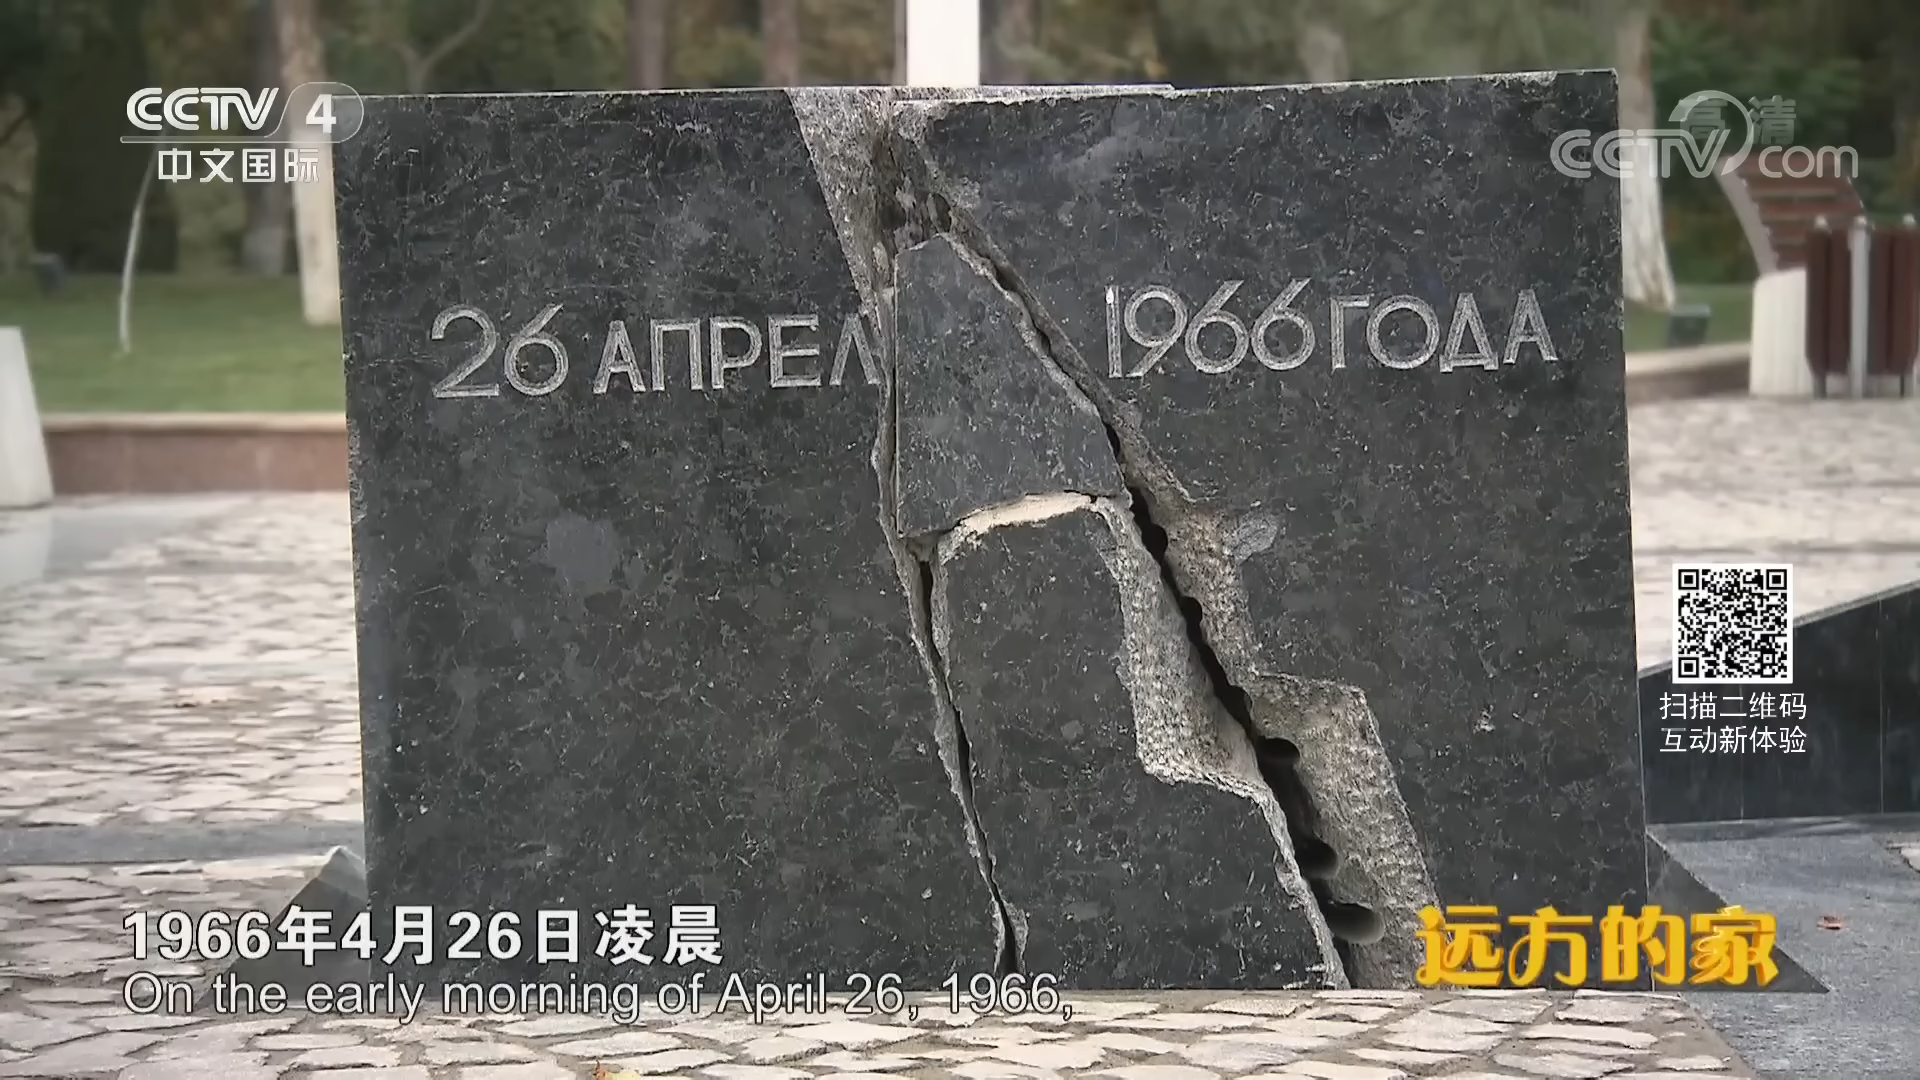 CCTV 4
中文国际
高清
CCTV.com
26 АПРЕЛ 1966 ГОДА
扫描二维码
互动新体验
1966年4月26日凌晨
On the early morning of April 26, 1966,
远方的家